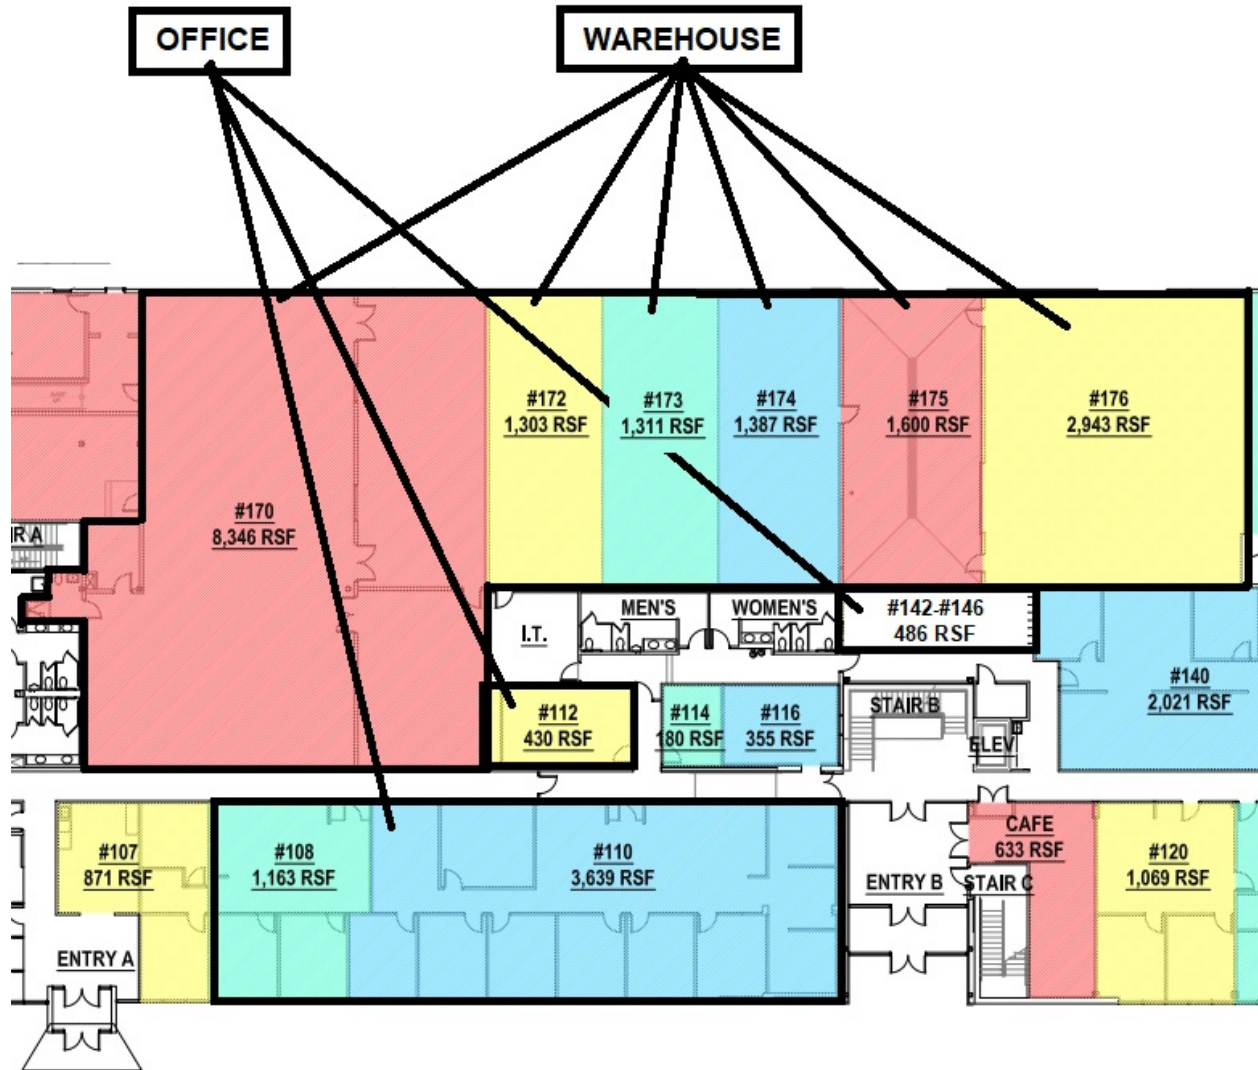 OFFICE
WAREHOUSE
#172
1,303 RSF
#173
1,311 RSF
#174
1,387 RSF
#175
1,600 RSF
#176
2,943 RSF
#170
8,346 RSF
R A
I.T.
MEN'S
WOMEN'S
#142-#146
486 RSF
#112
430 RSF
#114
180 RSF
#116
355 RSF
STAIR B
ELEV
#140
2,021 RSF
#107
871 RSF
#108
1,163 RSF
#110
3,639 RSF
ENTRY A
ENTRY B
CAFE
633 RSF
STAIR C
#120
1,069 RSF